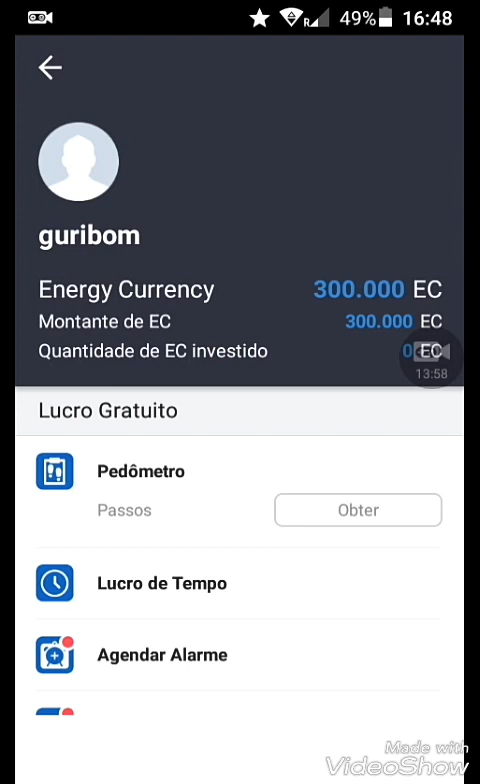 49% 16:48
guribom
Energy Currency 300.000 EC
Montante de EC 300.000 EC
Quantidade de EC investido 0 EC
13:58
Lucro Gratuito
Pedômetro
Passos Obter
Lucro de Tempo
Agendar Alarme
Made with
VideoShow